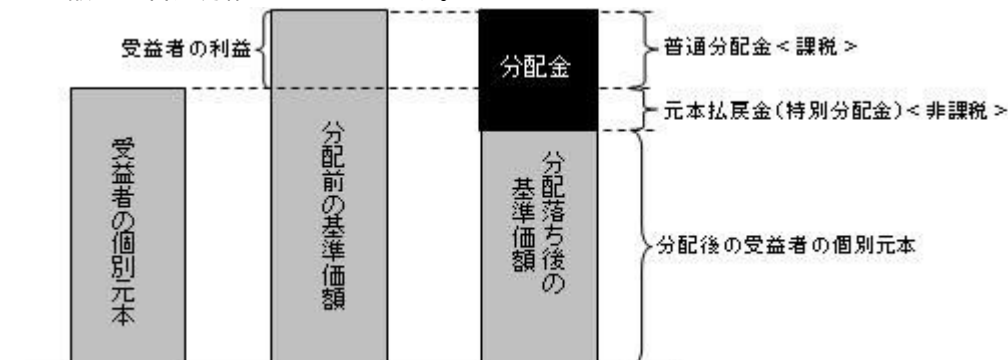 受益者の利益
分配金
普通分配金＜課税＞
元本払戻金(特別分配金)＜非課税＞
受益者の個別元本
分配前の基準価額
分配落ち後の
基準価額
分配後の受益者の個別元本